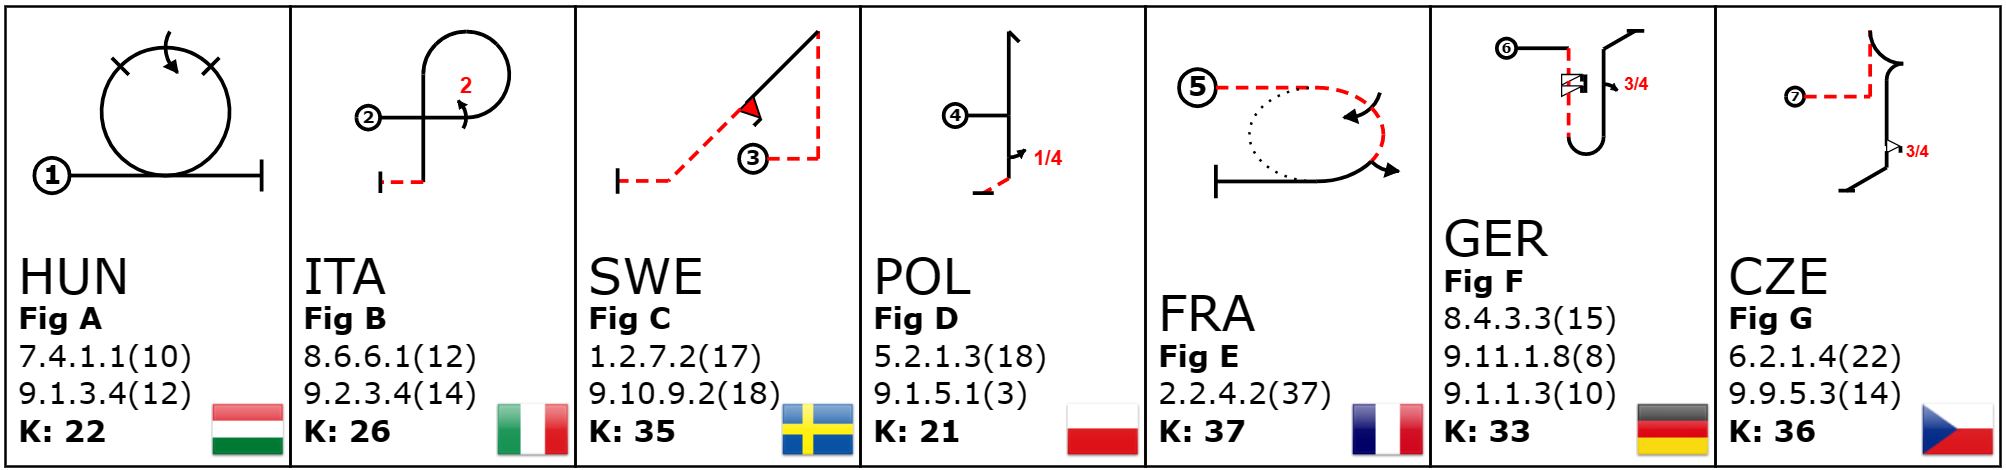 1
HUN
Fig A
7.4.1.1(10)
9.1.3.4(12)
K: 22
2
2
ITA
Fig B
8.6.6.1(12)
9.2.3.4(14)
K: 26
3
SWE
Fig C
1.2.7.2(17)
9.10.9.2(18)
K: 35
4
1/4
POL
Fig D
5.2.1.3(18)
9.1.5.1(3)
K: 21
5
FRA
Fig E
2.2.4.2(37)
K: 37
6
3/4
GER
Fig F
8.4.3.3(15)
9.11.1.8(8)
9.1.1.3(10)
K: 33
7
3/4
CZE
Fig G
6.2.1.4(22)
9.9.5.3(14)
K: 36